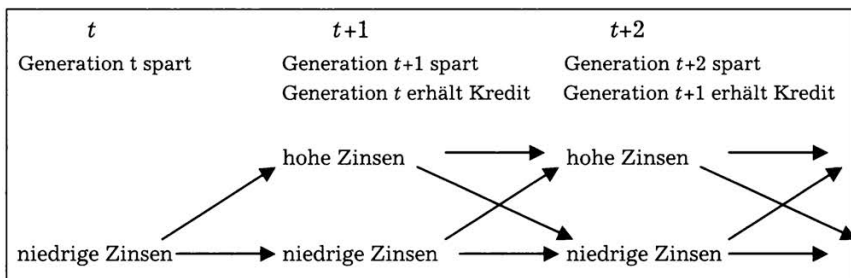 t t+1 t+2
Generation t spart Generation t+1 spart Generation t+2 spart
Generation t erhält Kredit Generation t+1 erhält Kredit
hohe Zinsen hohe Zinsen
niedrige Zinsen niedrige Zinsen niedrige Zinsen